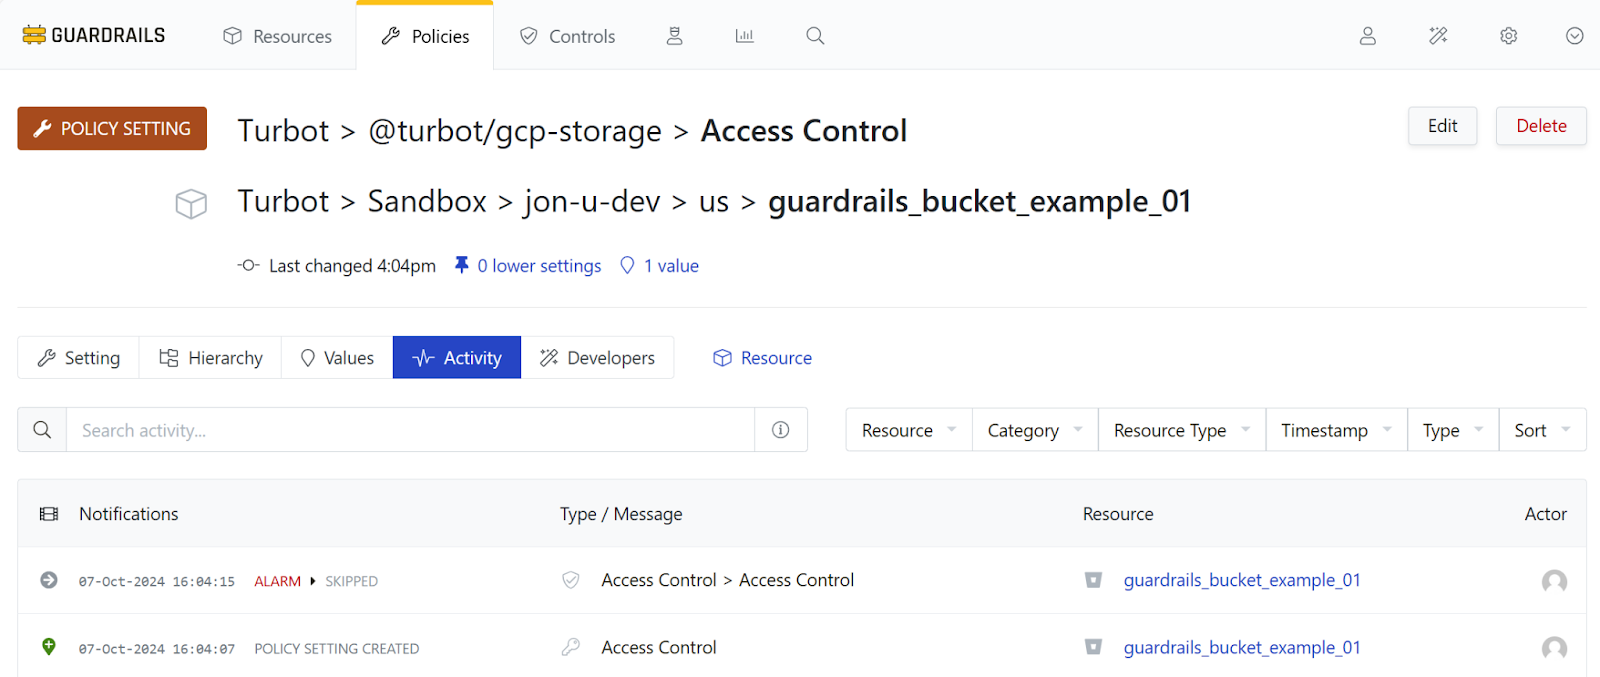 GUARDRAILS Resources Policies Controls
POLICY SETTING Turbot > @turbot/gcp-storage > Access Control Edit Delete
Turbot > Sandbox > jon-u-dev > us > guardrails_bucket_example_01
Last changed 4:04pm 0 lower settings 1 value
Setting Hierarchy Values Activity Developers Resource
Search activity... Resource Category Resource Type Timestamp Type Sort
Notifications Type / Message Resource Actor
07-Oct-2024 16:04:15 ALARM SKIPPED Access Control > Access Control guardrails_bucket_example_01
07-Oct-2024 16:04:07 POLICY SETTING CREATED Access Control guardrails_bucket_example_01